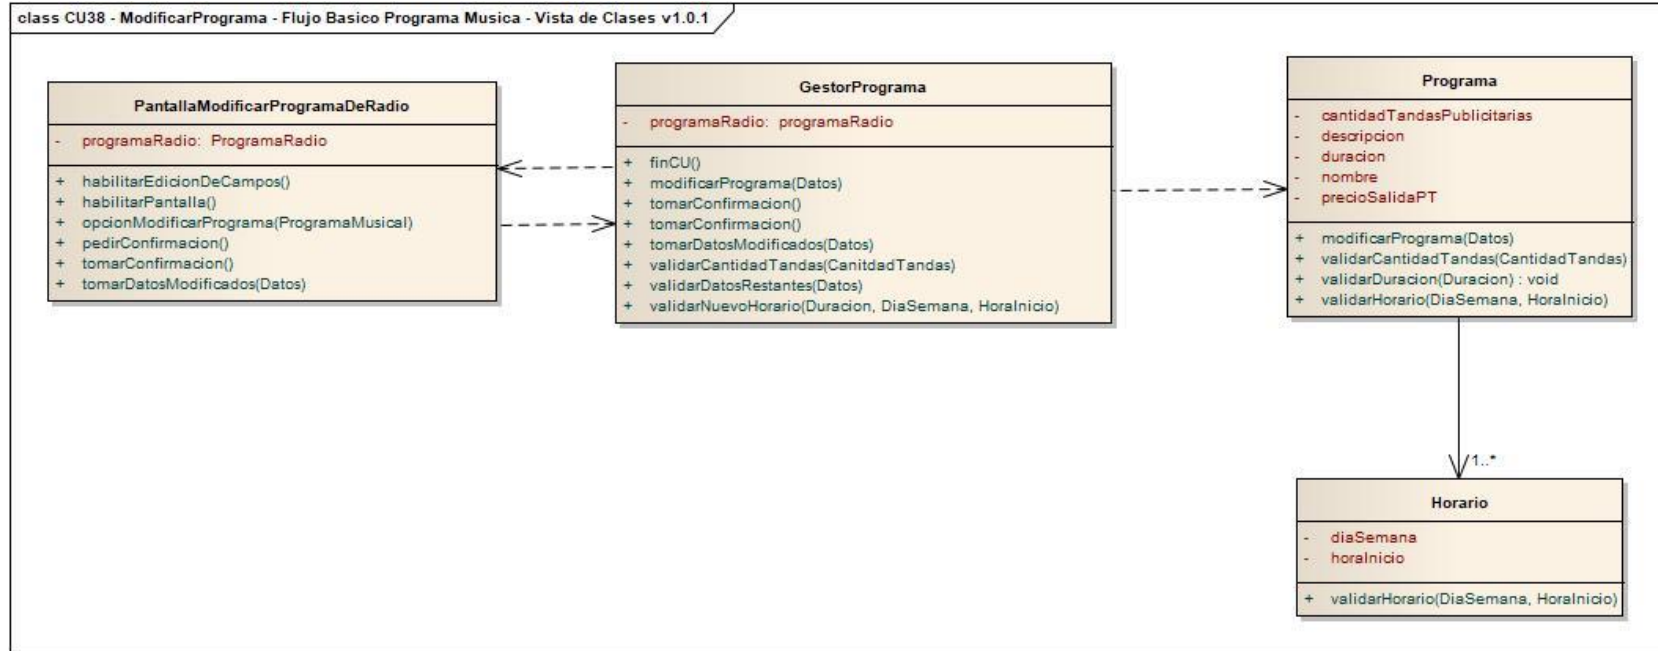 class CU38 - ModificarPrograma - Flujo Basico Programa Musica - Vista de Clases v1.0.1
PantallaModificarProgramaDeRadio
- programaRadio: ProgramaRadio
+ habilitarEdicionDeCampos()
+ habilitarPantalla()
+ opcionModificarPrograma(ProgramaMusical)
+ pedirConfirmacion()
+ tomarConfirmacion()
+ tomarDatosModificados(Datos)
GestorPrograma
- programaRadio: programaRadio
+ finCU()
+ modificarPrograma(Datos)
+ tomarConfirmacion()
+ tomarConfirmacion()
+ tomarDatosModificados(Datos)
+ validarCantidadTandas(CanitdadTandas)
+ validarDatosRestantes(Datos)
+ validarNuevoHorario(Duracion, DiaSemana, HoraInicio)
Programa
- cantidadTandasPublicitarias
- descripcion
- duracion
- nombre
- precioSalidaPT
+ modificarPrograma(Datos)
+ validarCantidadTandas(CantidadTandas)
+ validarDuracion(Duracion) : void
+ validarHorario(DiaSemana, HoraInicio)
1..*
Horario
- diaSemana
- horaInicio
+ validarHorario(DiaSemana, HoraInicio)